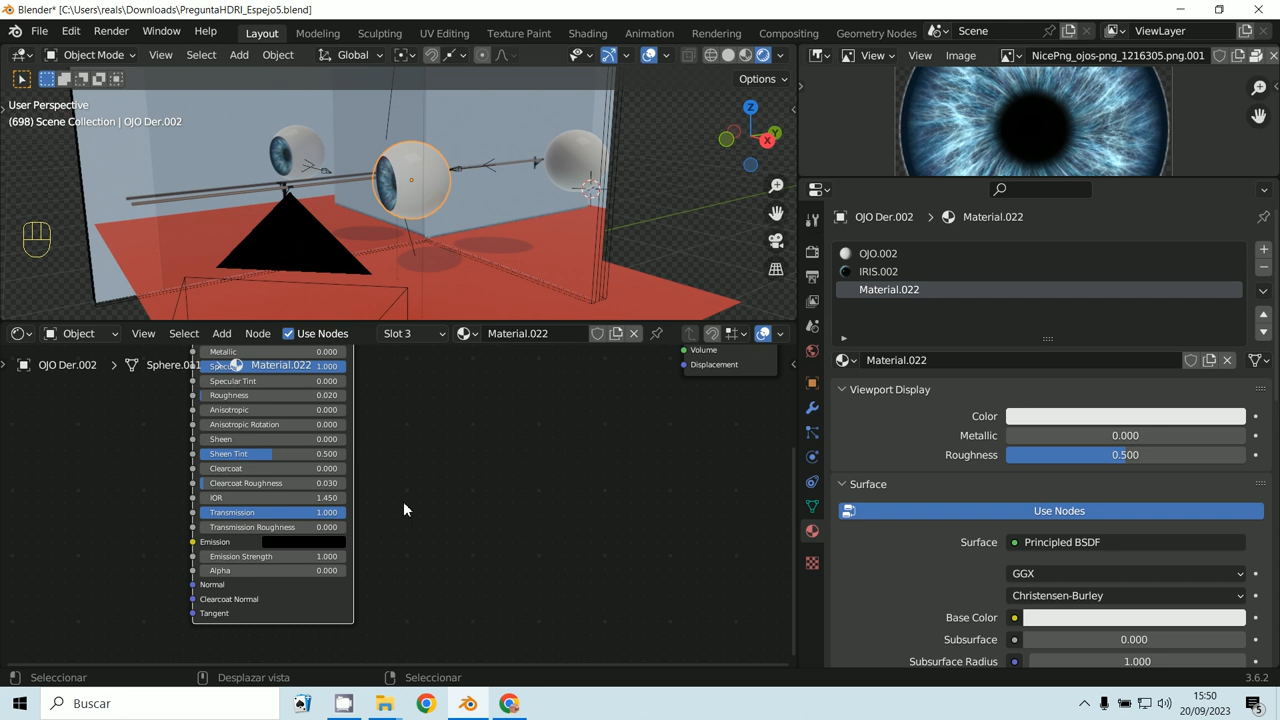 Blender* [C:\Users\reals\Downloads\PreguntaHDRI_Espejo5.blend]
File Edit Render Window Help Layout Modeling Sculpting UV Editing Texture Paint Shading Animation Rendering Compositing Geometry Nodes Scene ViewLayer
Object Mode View Select Add Object Global
View View Image NicePng_ojos-png_1216305.png.001
Options
User Perspective
(698) Scene Collection | OJO Der.002
Z
Y
X
OJO Der.002 > Material.022
OJO.002
IRIS.002
Material.022
Object View Select Add Node Use Nodes Slot 3 Material.022
OJO Der.002 > Sphere.0 > Material.022
Metallic 0.000
1.000
Specular Tint 0.000
Roughness 0.020
Anisotropic 0.000
Anisotropic Rotation 0.000
Sheen 0.000
Sheen Tint 0.500
Clearcoat 0.000
Clearcoat Roughness 0.030
IOR 1.450
Transmission 1.000
Transmission Roughness 0.000
Emission
Emission Strength 1.000
Alpha 0.000
Normal
Clearcoat Normal
Tangent
Volume
Displacement
Material.022
Viewport Display
Color
Metallic 0.000
Roughness 0.500
Surface
Use Nodes
Surface Principled BSDF
GGX
Christensen-Burley
Base Color
Subsurface 0.000
Subsurface Radius 1.000
Seleccionar Desplazar vista Seleccionar 3.6.2
Buscar
15:50
20/09/2023
5